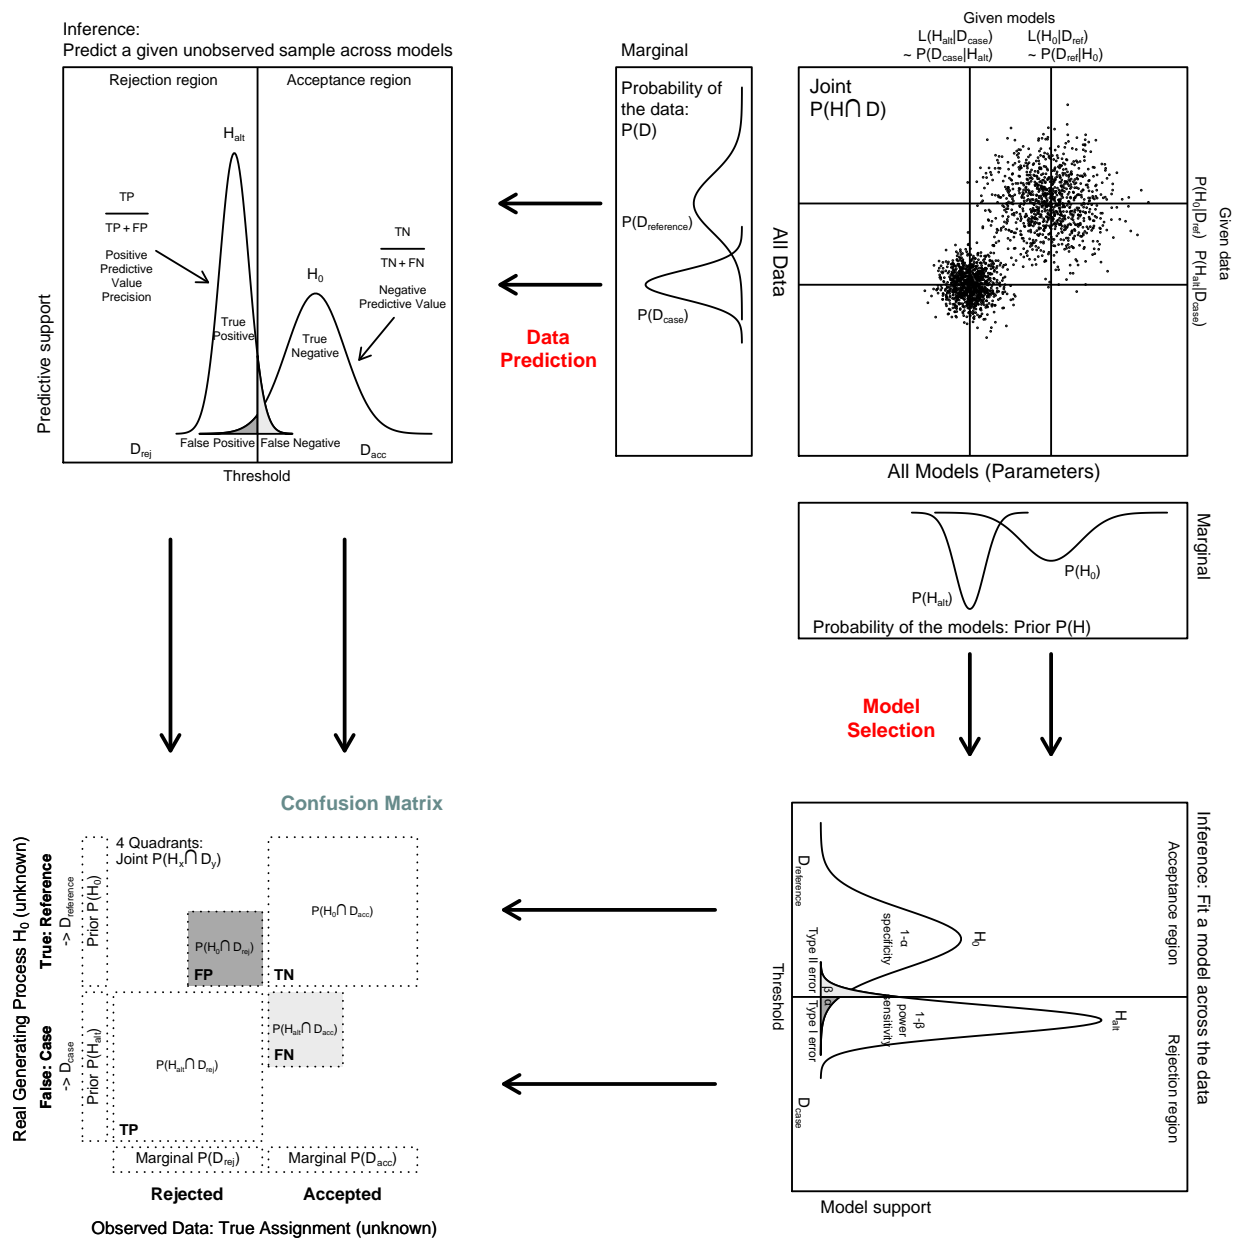 Inference:
Predict a given unobserved sample across models
Rejection region
Acceptance region
H_alt
TP
TP + FP
Positive
Predictive
Value
Precision
TN
TN + FN
Negative
Predictive Value
H_0
True
Positive
True
Negative
False Positive
False Negative
D_rej
D_acc
Threshold
Predictive support
Data
Prediction
Marginal
Probability of
the data:
P(D)
P(D_reference)
P(D_case)
Given models
L(H_alt|D_case)
~ P(D_case|H_alt)
L(H_0|D_ref)
~ P(D_ref|H_0)
Joint
P(H⋂D)
All Data
All Models (Parameters)
Given data
P(H_0|D_ref)
P(H_alt|D_case)
Marginal
P(H_alt)
P(H_0)
Probability of the models: Prior P(H)
Model
Selection
Confusion Matrix
4 Quadrants:
Joint P(H_x⋂D_y)
P(H_0⋂D_acc)
P(H_0⋂D_rej)
FP
TN
P(H_alt⋂D_acc)
FN
P(H_alt⋂D_rej)
TP
Real Generating Process H_0 (unknown)
True: Reference
-> D_reference
Prior P(H_0)
False: Case
-> D_case
Prior P(H_alt)
Marginal P(D_rej)
Marginal P(D_acc)
Rejected
Accepted
Observed Data: True Assignment (unknown)
Inference: Fit a model across the data
Acceptance region
Rejection region
D_reference
D_case
H_0
H_alt
1-α
specificity
1-β
power
sensitivity
Type II error
Type I error
β
α
Threshold
Model support